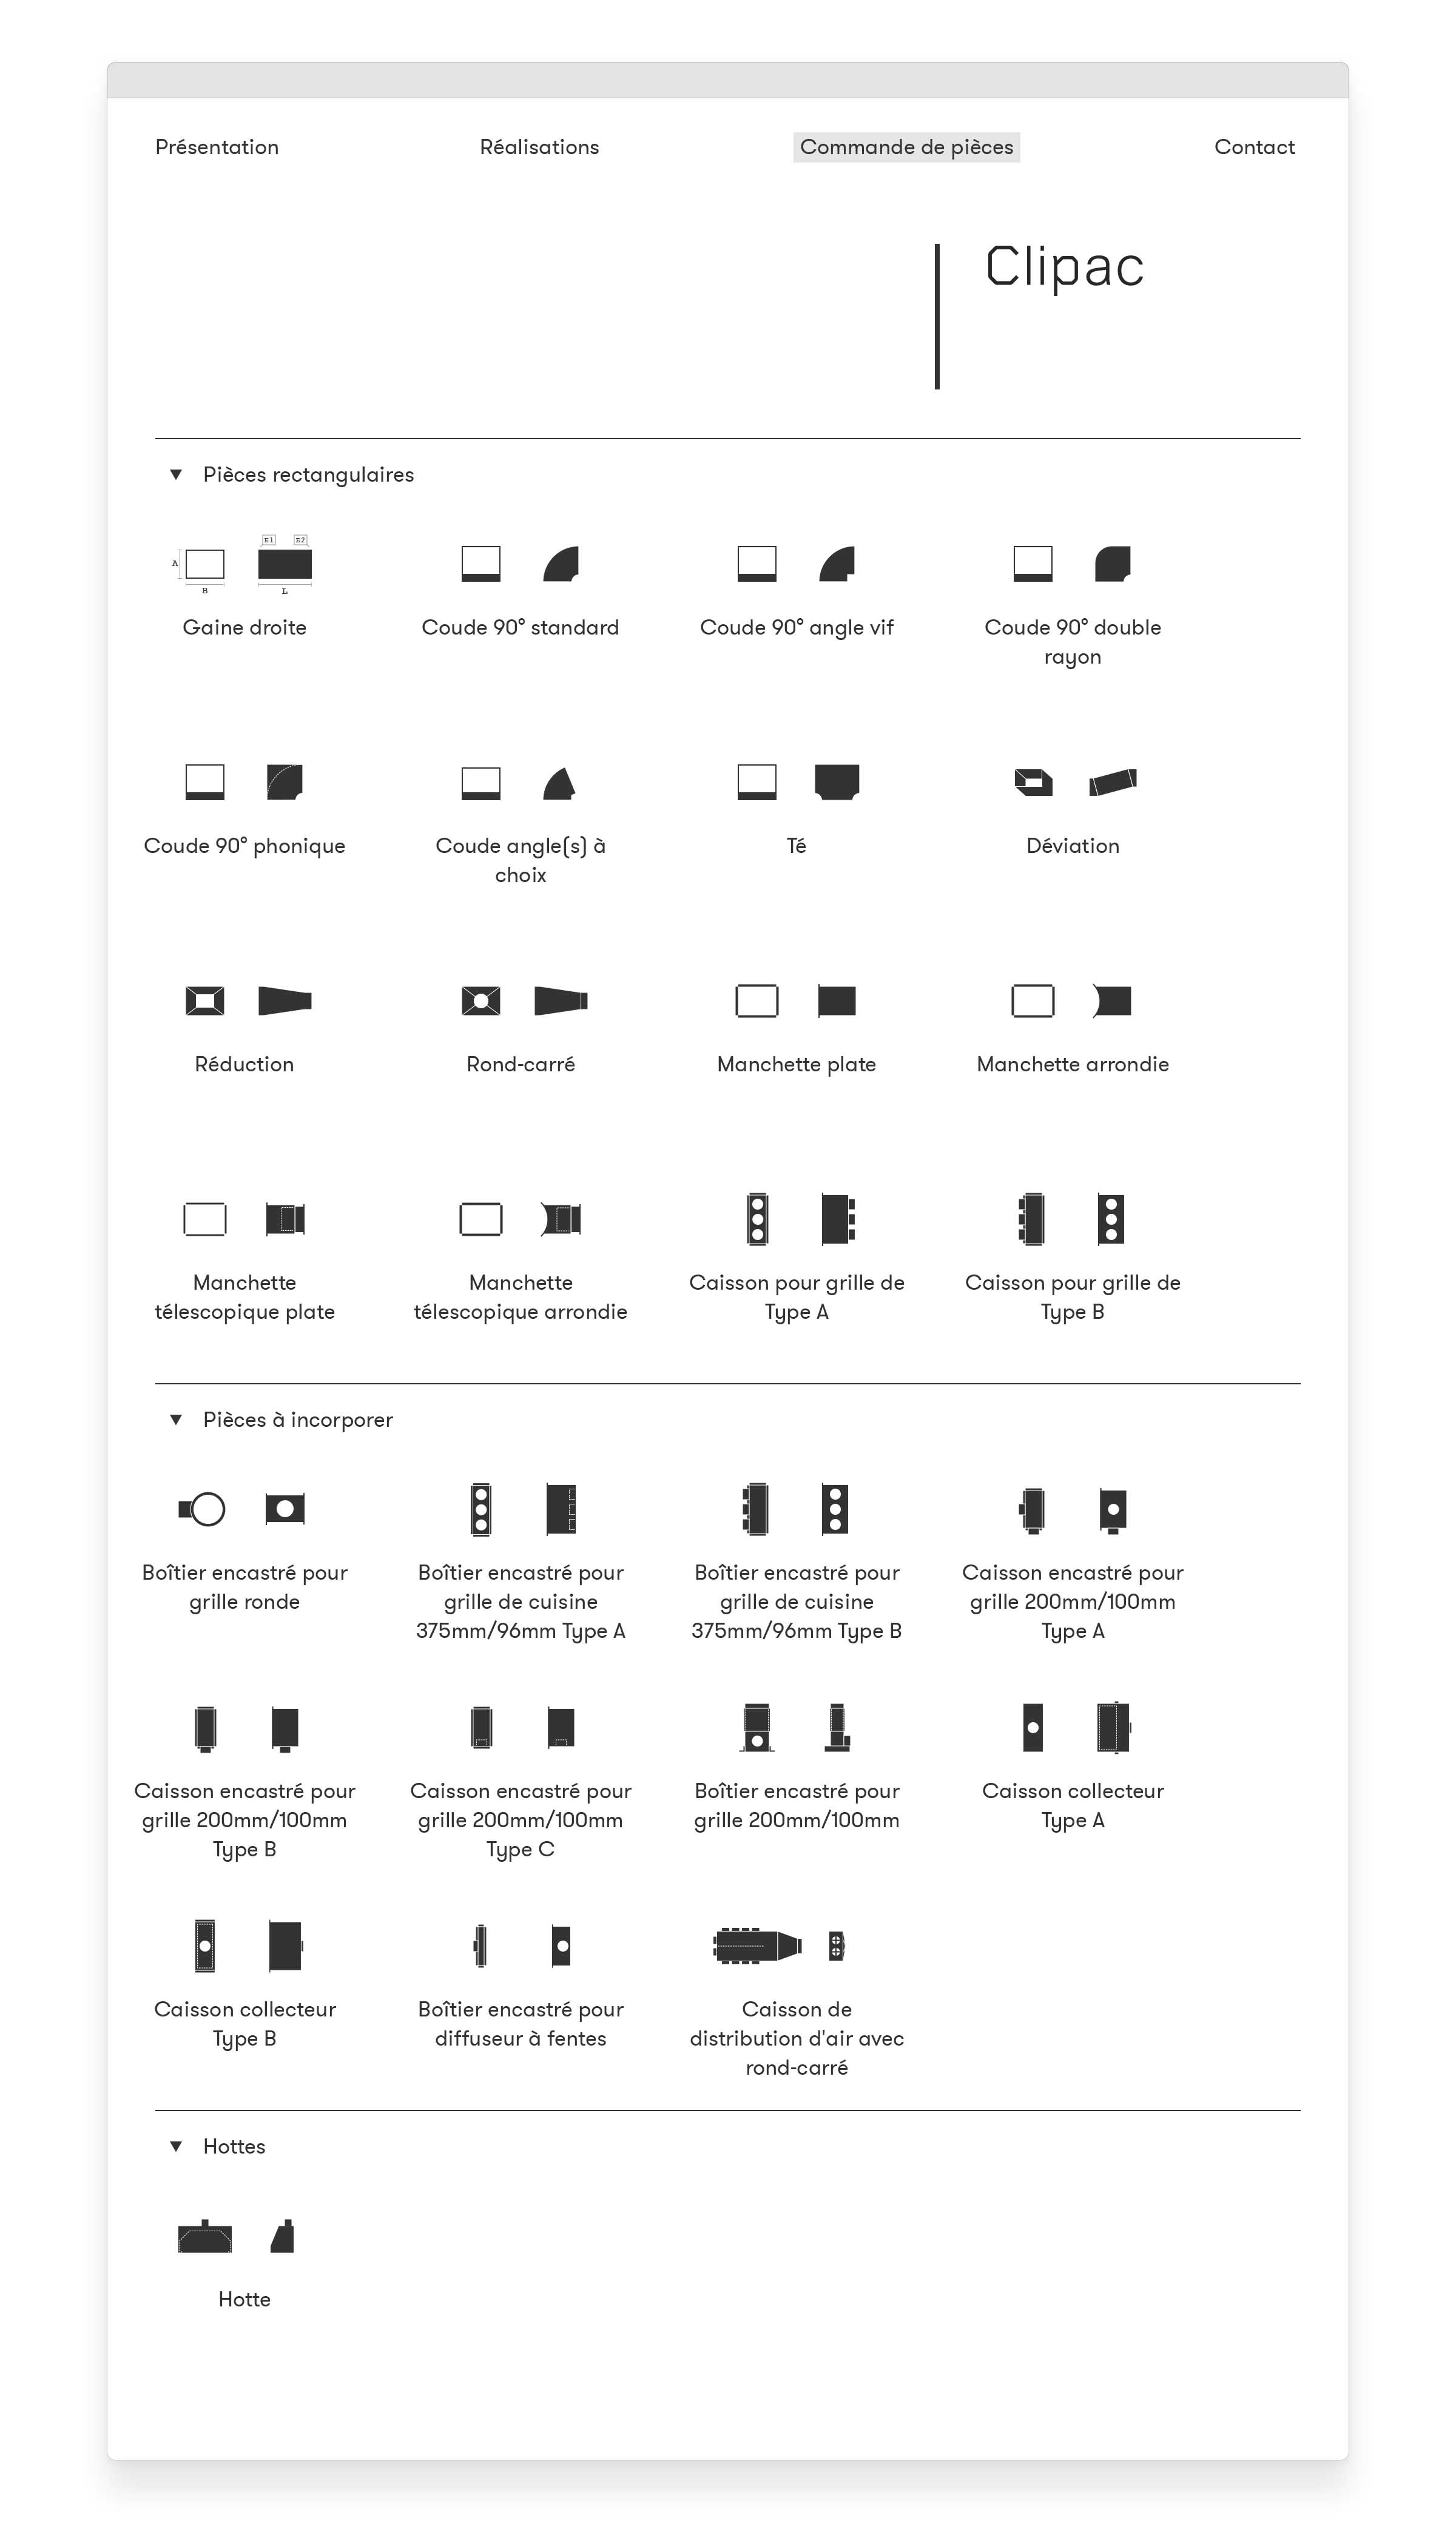 Présentation
Réalisations
Commande de pièces
Contact
Clipac
Pièces rectangulaires
E1
E2
A
B
L
Gaine droite
Coude 90° standard
Coude 90° angle vif
Coude 90° double
rayon
Coude 90° phonique
Coude angle(s) à
choix
Té
Déviation
Réduction
Rond-carré
Manchette plate
Manchette arrondie
Manchette
télescopique plate
Manchette
télescopique arrondie
Caisson pour grille de
Type A
Caisson pour grille de
Type B
Pièces à incorporer
Boîtier encastré pour
grille ronde
Boîtier encastré pour
grille de cuisine
375mm/96mm Type A
Boîtier encastré pour
grille de cuisine
375mm/96mm Type B
Caisson encastré pour
grille 200mm/100mm
Type A
Caisson encastré pour
grille 200mm/100mm
Type B
Caisson encastré pour
grille 200mm/100mm
Type C
Boîtier encastré pour
grille 200mm/100mm
Caisson collecteur
Type A
Caisson collecteur
Type B
Boîtier encastré pour
diffuseur à fentes
Caisson de
distribution d'air avec
rond-carré
Hottes
Hotte